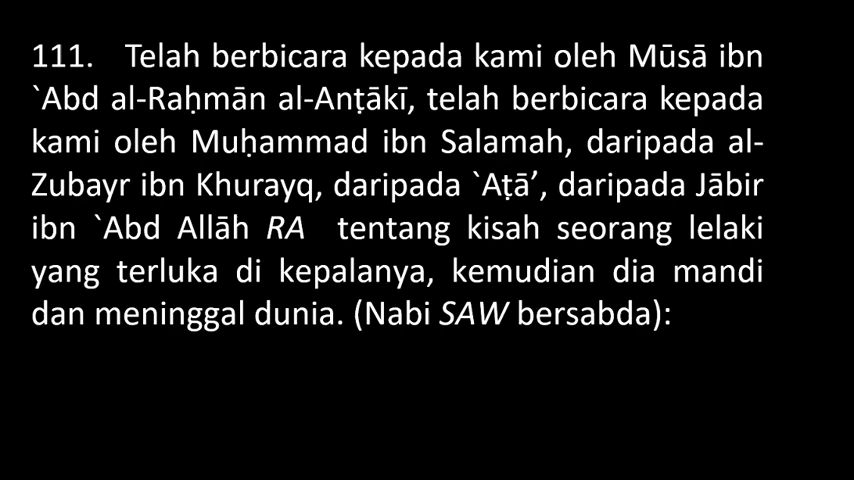 111. Telah berbicara kepada kami oleh Mūsā ibn
`Abd al-Raḥmān al-Anṭākī, telah berbicara kepada
kami oleh Muḥammad ibn Salamah, daripada al-
Zubayr ibn Khurayq, daripada `Aṭā’, daripada Jābir
ibn `Abd Allāh RA tentang kisah seorang lelaki
yang terluka di kepalanya, kemudian dia mandi
dan meninggal dunia. (Nabi SAW bersabda):